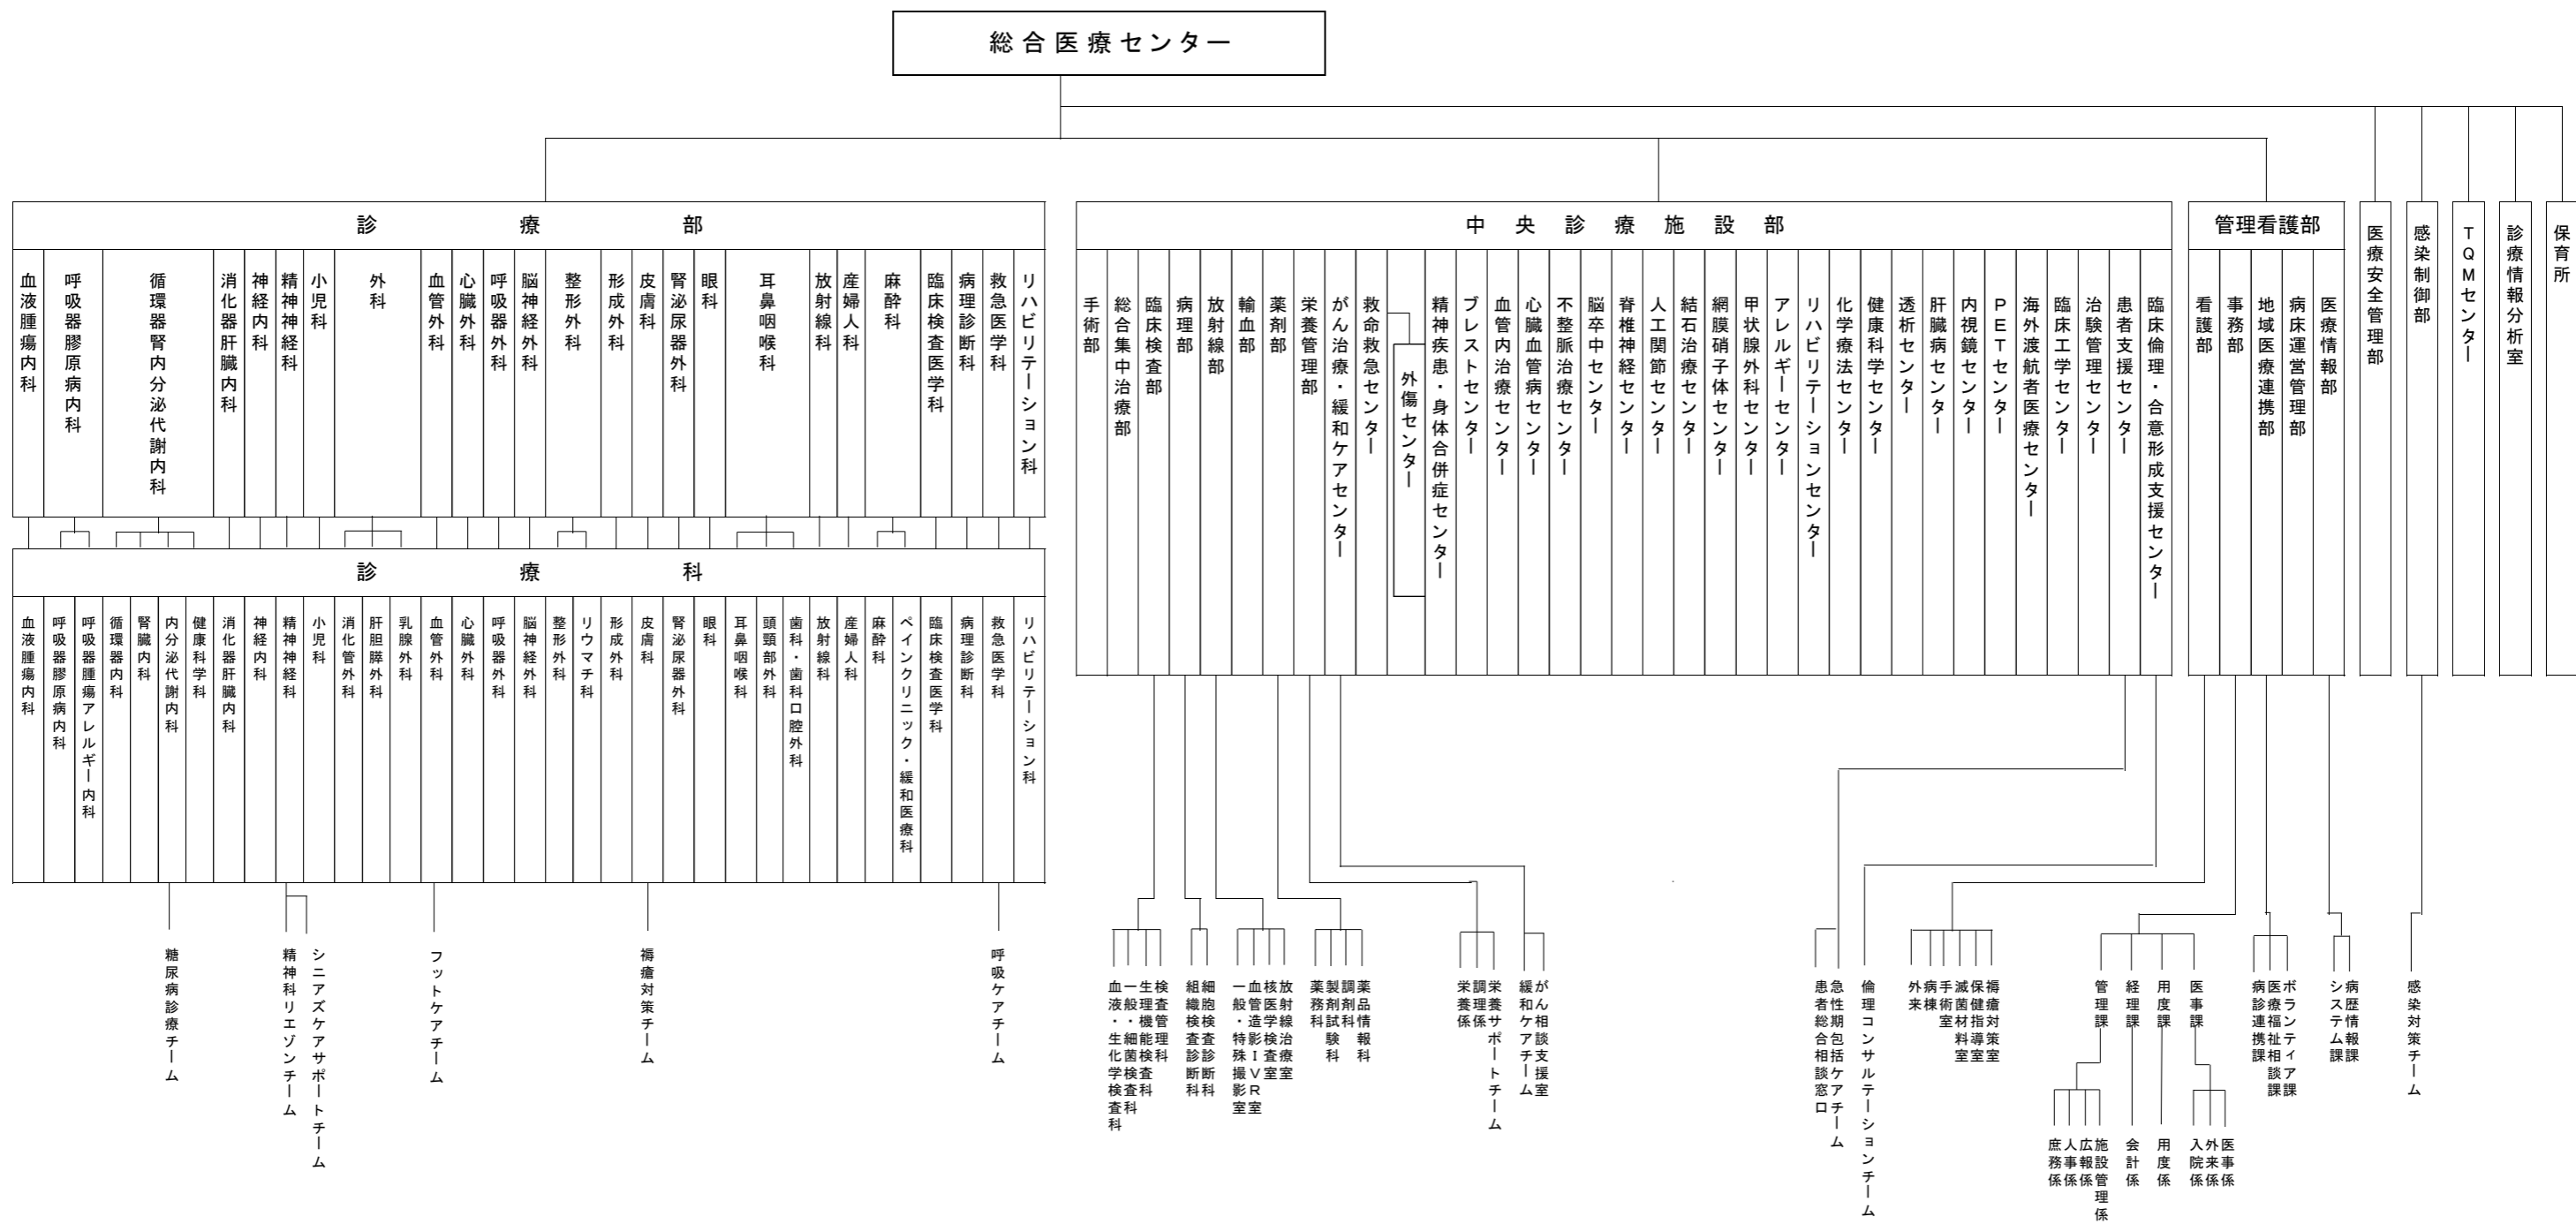 総合医療センター
診療部
血液腫瘍内科
呼吸器膠原病内科
循環器腎内分泌代謝内科
消化器肝臓内科
神経内科
精神神経科
小児科
外科
血管外科
心臓外科
呼吸器外科
脳神経外科
整形外科
形成外科
皮膚科
腎泌尿器外科
眼科
耳鼻咽喉科
放射線科
産婦人科
麻酔科
臨床検査医学科
病理診断科
救急医学科
リハビリテーション科
診療科
血液腫瘍内科
呼吸器膠原病内科
呼吸器腫瘍アレルギー内科
循環器内科
腎臓内科
内分泌代謝内科
健康科学科
消化器肝臓内科
神経内科
精神神経科
小児科
消化管外科
肝胆膵外科
乳腺外科
血管外科
心臓外科
呼吸器外科
脳神経外科
整形外科
リウマチ科
形成外科
皮膚科
腎泌尿器外科
眼科
耳鼻咽喉科
頭頸部外科
歯科・歯科口腔外科
放射線科
産婦人科
麻酔科
ペインクリニック・緩和医療科
臨床検査医学科
病理診断科
救急医学科
リハビリテーション科
糖尿病診療チーム
精神科リエゾンチーム
シニアズケアサポートチーム
フットケアチーム
褥瘡対策チーム
呼吸ケアチーム
中央診療施設部
手術部
総合集中治療部
臨床検査部
病理部
放射線部
輸血部
薬剤部
栄養管理部
がん治療・緩和ケアセンター
救命救急センター
外傷センター
精神疾患・身体合併症センター
ブレストセンター
血管内治療センター
心臓血管病センター
不整脈治療センター
脳卒中センター
脊椎神経センター
人工関節センター
結石治療センター
網膜硝子体センター
甲状腺外科センター
アレルギーセンター
リハビリテーションセンター
化学療法センター
健康科学センター
透析センター
肝臓病センター
内視鏡センター
PETセンター
海外渡航者医療センター
臨床工学センター
治験管理センター
患者支援センター
臨床倫理・合意形成支援センター
血液・生化学検査科
一般・細菌検査科
生理機能検査科
検査管理科
組織検査診断科
細胞検査診断科
一般・特殊撮影室
血管造影IVR室
核医学検査室
放射線治療室
薬務科
製剤試験科
調剤科
薬品情報科
栄養係
調理係
栄養サポートチーム
緩和ケアチーム
がん相談支援室
患者総合相談窓口
急性期包括ケアチーム
倫理コンサルテーションチーム
管理看護部
看護部
事務部
地域医療連携部
病床運営管理部
医療情報部
外来
病棟
手術室
滅菌材料室
保健指導室
褥瘡対策室
管理課
経理課
用度課
医事課
庶務係
人事係
広報係
施設管理係
会計係
用度係
入院係
外来係
医事係
病診連携課
医療福祉相談課
ボランティア課
システム課
病歴情報課
医療安全管理部
感染制御部
感染対策チーム
TQMセンター
診療情報分析室
保育所